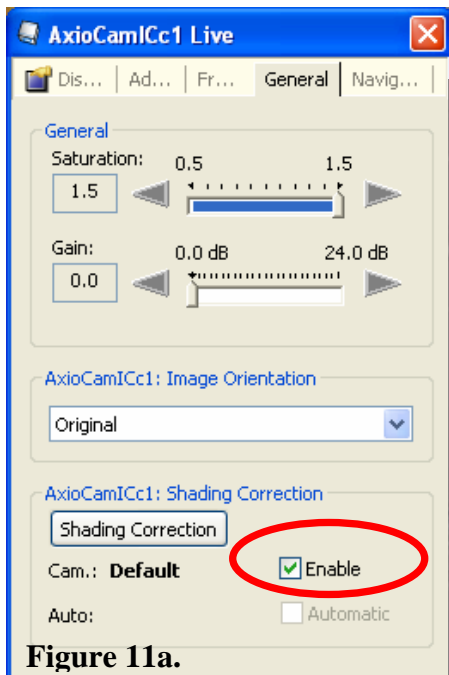 AxioCamICc1 Live
Dis... Ad... Fr... General Navig...
General
Saturation: 0.5 1.5
1.5
Gain: 0.0 dB 24.0 dB
0.0
AxioCamICc1: Image Orientation
Original
AxioCamICc1: Shading Correction
Shading Correction
Cam.: Default Enable
Auto: Automatic
Figure 11a.